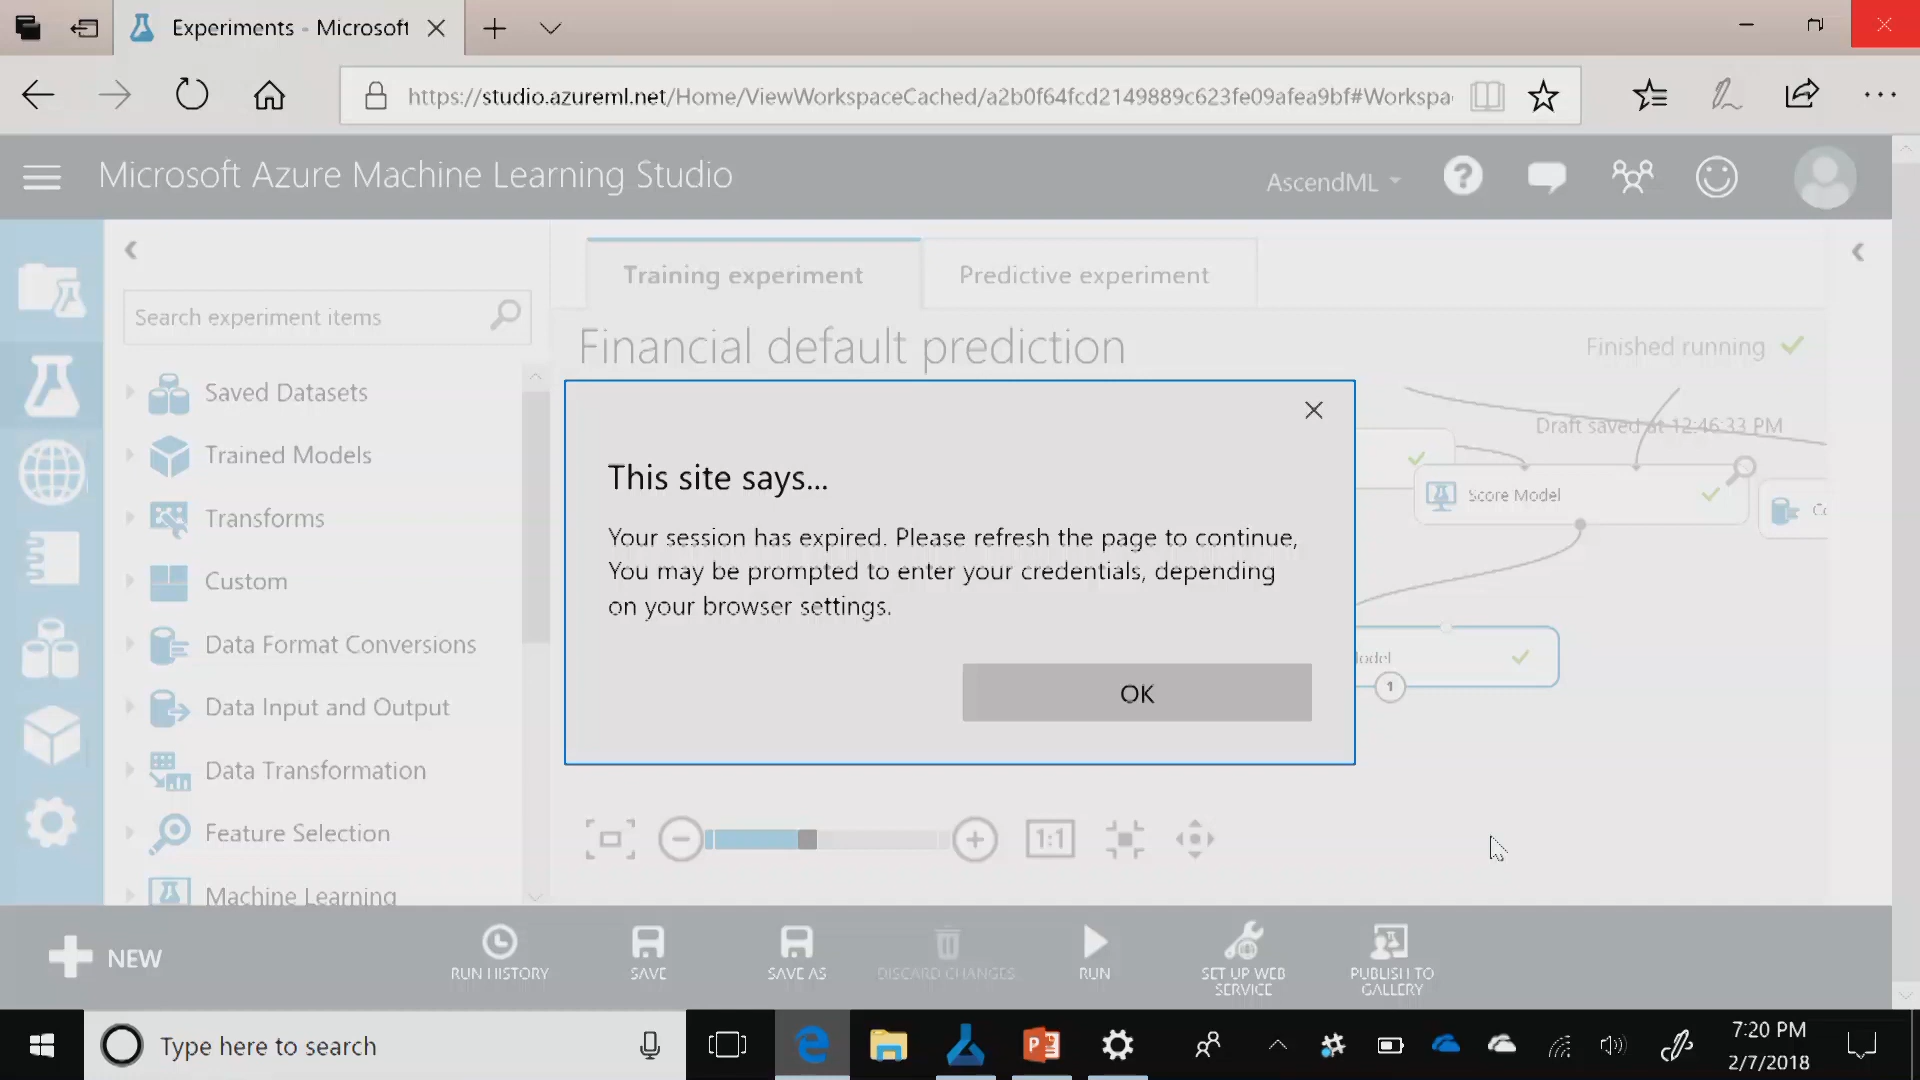 Experiments - Microsoft
https://studio.azureml.net/Home/ViewWorkspaceCached/a2b0f64fcd2149889c623fe09afea9bf#Workspa
Microsoft Azure Machine Learning Studio
AscendML
Training experiment
Predictive experiment
Search experiment items
Financial default prediction
Finished running
Draft saved at 12:46:33 PM
Saved Datasets
Trained Models
Transforms
Custom
Data Format Conversions
Data Input and Output
Data Transformation
Feature Selection
Machine Learning
Score Model
Co
odel
1
This site says...
Your session has expired. Please refresh the page to continue,
You may be prompted to enter your credentials, depending
on your browser settings.
OK
1:1
NEW
RUN HISTORY
SAVE
SAVE AS
DISCARD CHANGES
RUN
SET UP WEB
SERVICE
PUBLISH TO
GALLERY
Type here to search
7:20 PM
2/7/2018